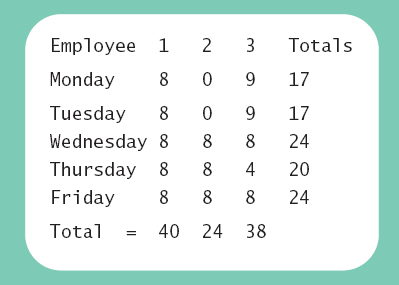 Employee 1 2 3 Totals
Monday 8 0 9 17
Tuesday 8 0 9 17
Wednesday 8 8 8 24
Thursday 8 8 4 20
Friday 8 8 8 24
Total = 40 24 38